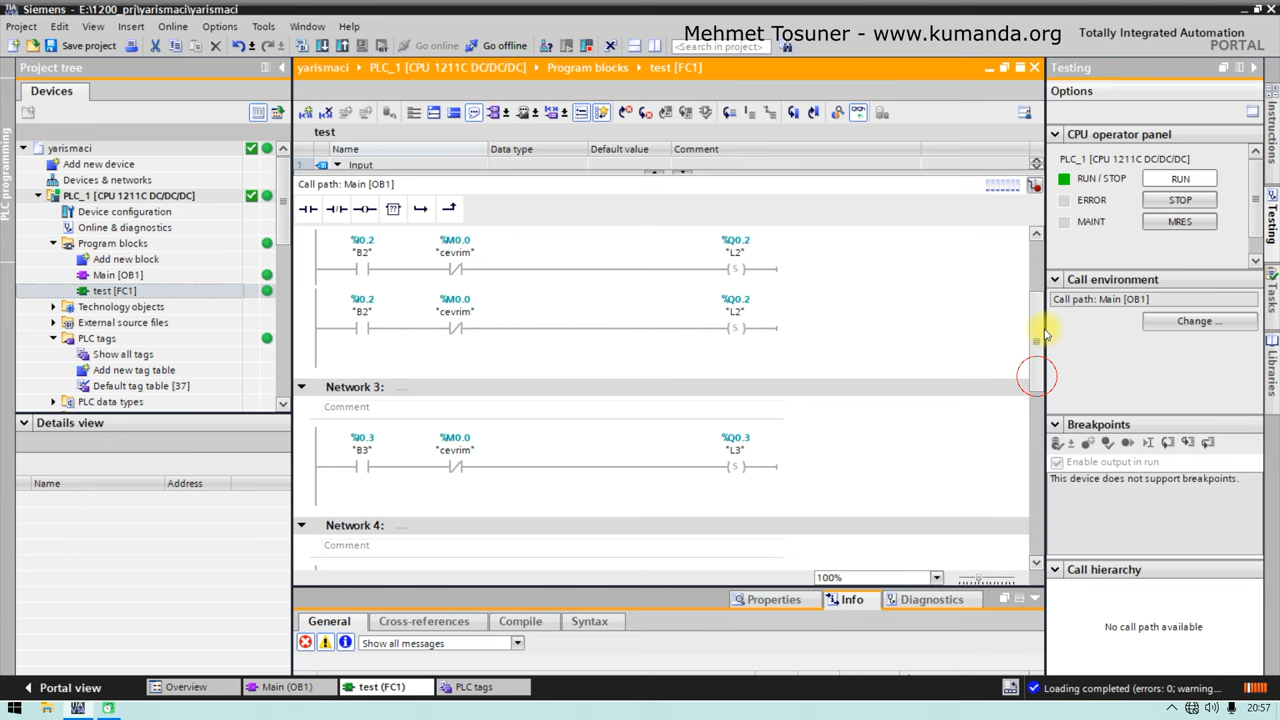 Siemens - E:\1200_prj\yarismaci\yarismaci
Project Edit View Insert Online Options Tools Window Help
Mehmet Tosuner - www.kumanda.org
Totally Integrated Automation
PORTAL
Save project
Go online
Go offline
<Search in project>
Project tree
yarismaci
PLC_1 [CPU 1211C DC/DC/DC]
Program blocks
test [FC1]
Testing
Devices
Options
PLC programming
yarismaci
Add new device
Devices & networks
PLC_1 [CPU 1211C DC/DC/DC]
Device configuration
Online & diagnostics
Program blocks
Add new block
Main [OB1]
test [FC1]
Technology objects
External source files
PLC tags
Show all tags
Add new tag table
Default tag table [37]
PLC data types
Details view
Name Address
test
Name Data type Default value Comment
1 Input
Call path: Main [OB1]
??
%I0.2 %M0.0 %Q0.2
"B2" "cevrim" "L2"
S
%I0.2 %M0.0 %Q0.2
"B2" "cevrim" "L2"
S
Network 3:
Comment
%I0.3 %M0.0 %Q0.3
"B3" "cevrim" "L3"
S
Network 4:
Comment
100%
Properties Info Diagnostics
General Cross-references Compile Syntax
Show all messages
CPU operator panel
PLC_1 [CPU 1211C DC/DC/DC]
RUN / STOP RUN
ERROR STOP
MAINT MRES
Call environment
Call path: Main [OB1]
Change ...
Breakpoints
Enable output in run
This device does not support breakpoints.
Call hierarchy
No call path available
Instructions
Testing
Tasks
Libraries
Portal view
Overview
Main (OB1)
test (FC1)
PLC tags
Loading completed (errors: 0; warning...
20:57